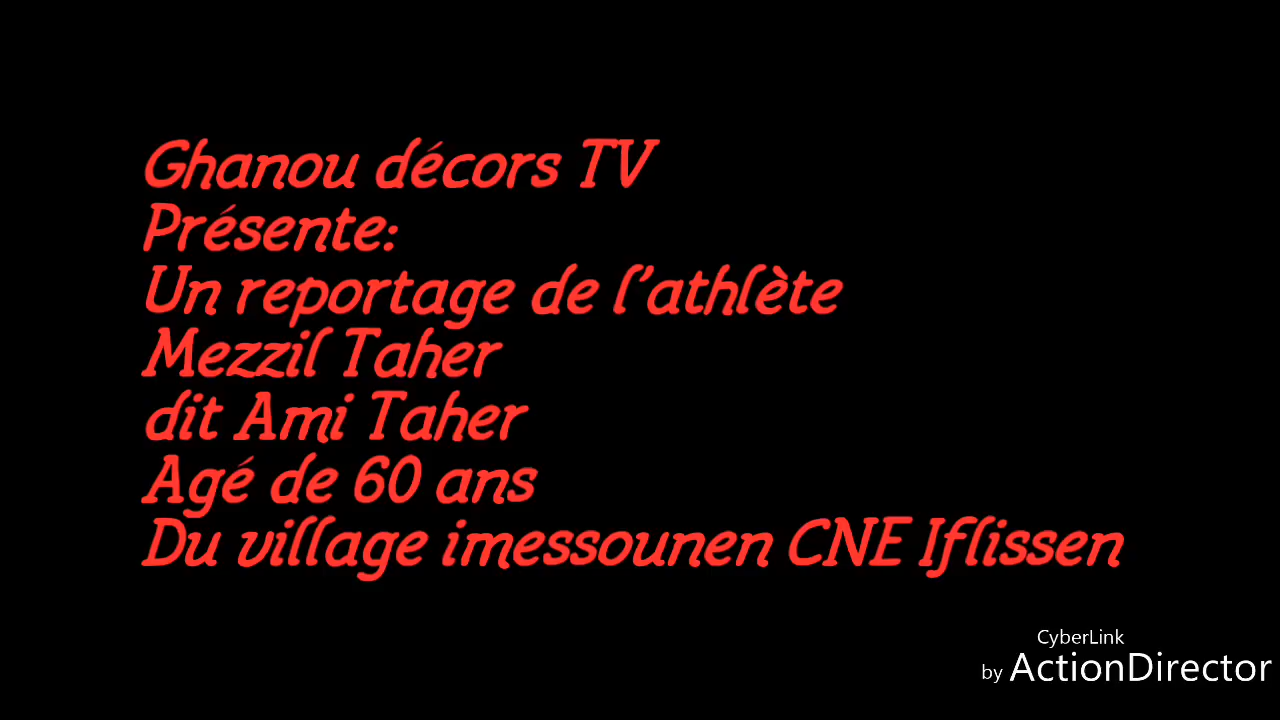 Ghanou décors TV
Présente:
Un reportage de l'athlète
Mezzil Taher
dit Ami Taher
Agé de 60 ans
Du village imessounen CNE Iflissen
CyberLink
by ActionDirector